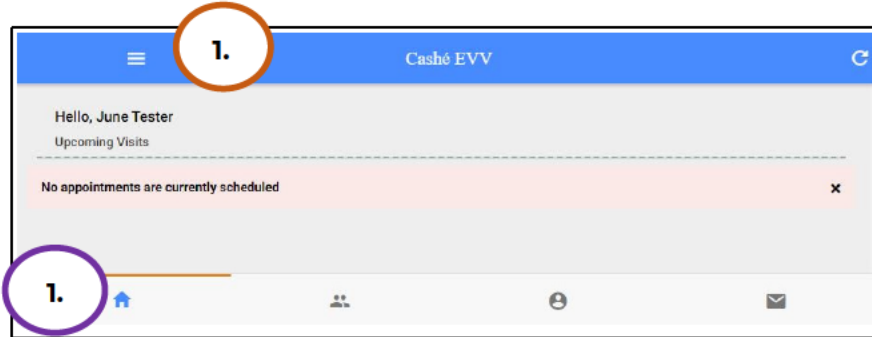 1.
Cashé EVV
Hello, June Tester
Upcoming Visits
No appointments are currently scheduled
1.